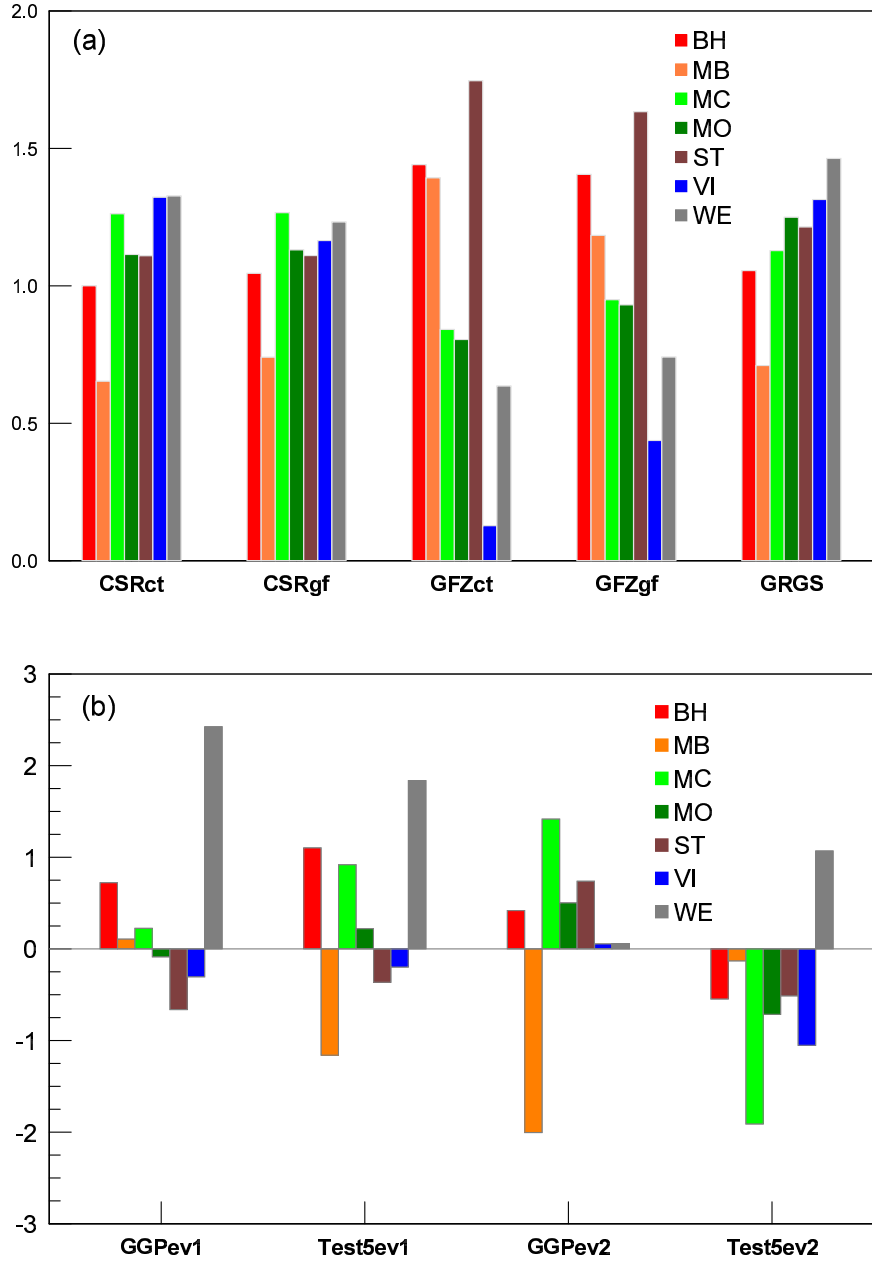 2.0
(a)
BH
MB
MC
MO
ST
VI
WE
1.5
1.0
0.5
0.0
CSRct CSRgf GFZct GFZgf GRGS
3
(b)
BH
MB
MC
MO
ST
VI
WE
2
1
0
-1
-2
-3
GGPev1 Test5ev1 GGPev2 Test5ev2